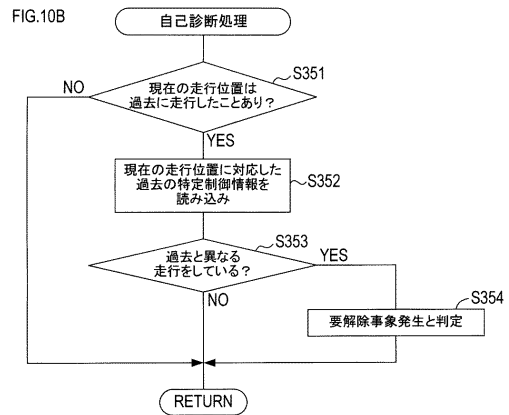 FIG.10B
自己診断処理
S351
現在の走行位置は
過去に走行したことあり？
NO
YES
現在の走行位置に対応した
過去の特定制御情報を
読み込み
S352
S353
過去と異なる
走行をしている？
YES
NO
S354
要解除事象発生と判定
RETURN